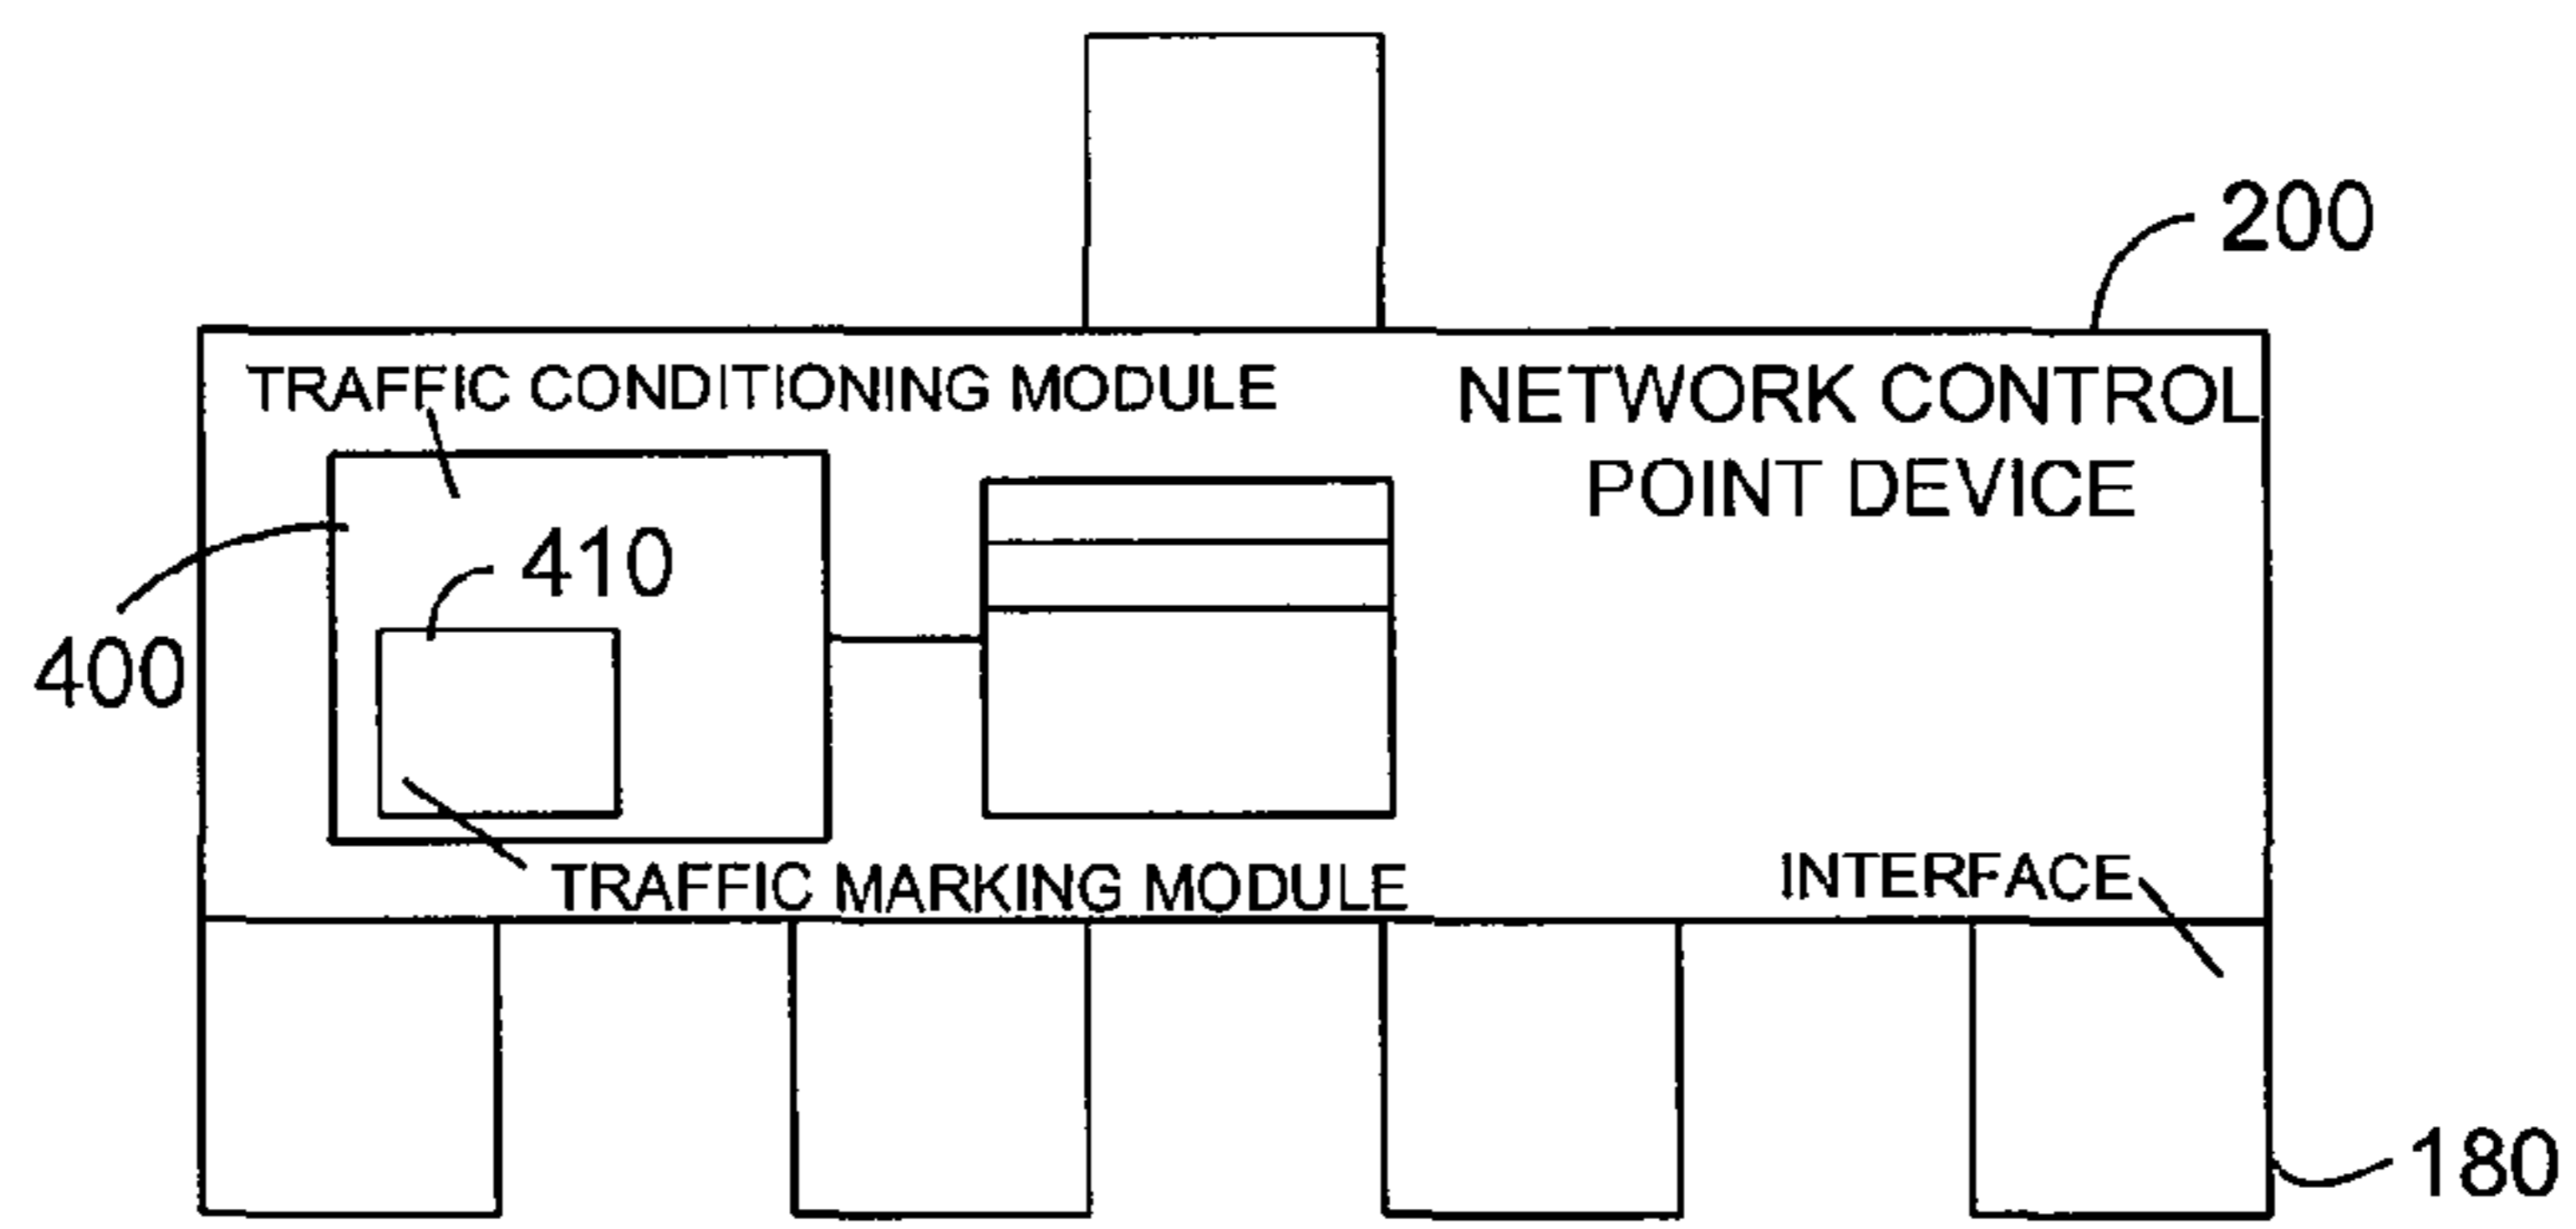 200
TRAFFIC CONDITIONING MODULE
NETWORK CONTROL
POINT DEVICE
410
400
TRAFFIC MARKING MODULE
INTERFACE
180